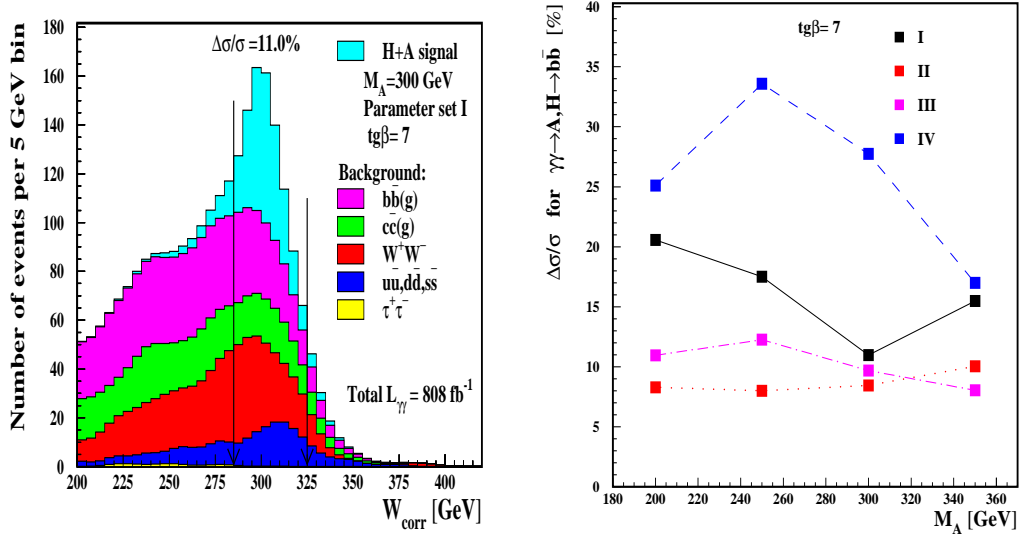 Number of events per 5 GeV bin
180
160
140
120
100
80
60
40
20
0
200 225 250 275 300 325 350 375 400
W_corr [GeV]
Δσ/σ =11.0%
H+A signal
M_A=300 GeV
Parameter set I
tgβ= 7
Background:
bb̄(g)
cc̄(g)
W⁺W⁻
uū,dd̄,ss̄
τ⁺τ⁻
Total L_γγ = 808 fb⁻¹
Δσ/σ for γγ→A,H→bb̄ [%]
40
35
30
25
20
15
10
5
0
180 200 220 240 260 280 300 320 340 360
M_A [GeV]
tgβ= 7
I
II
III
IV